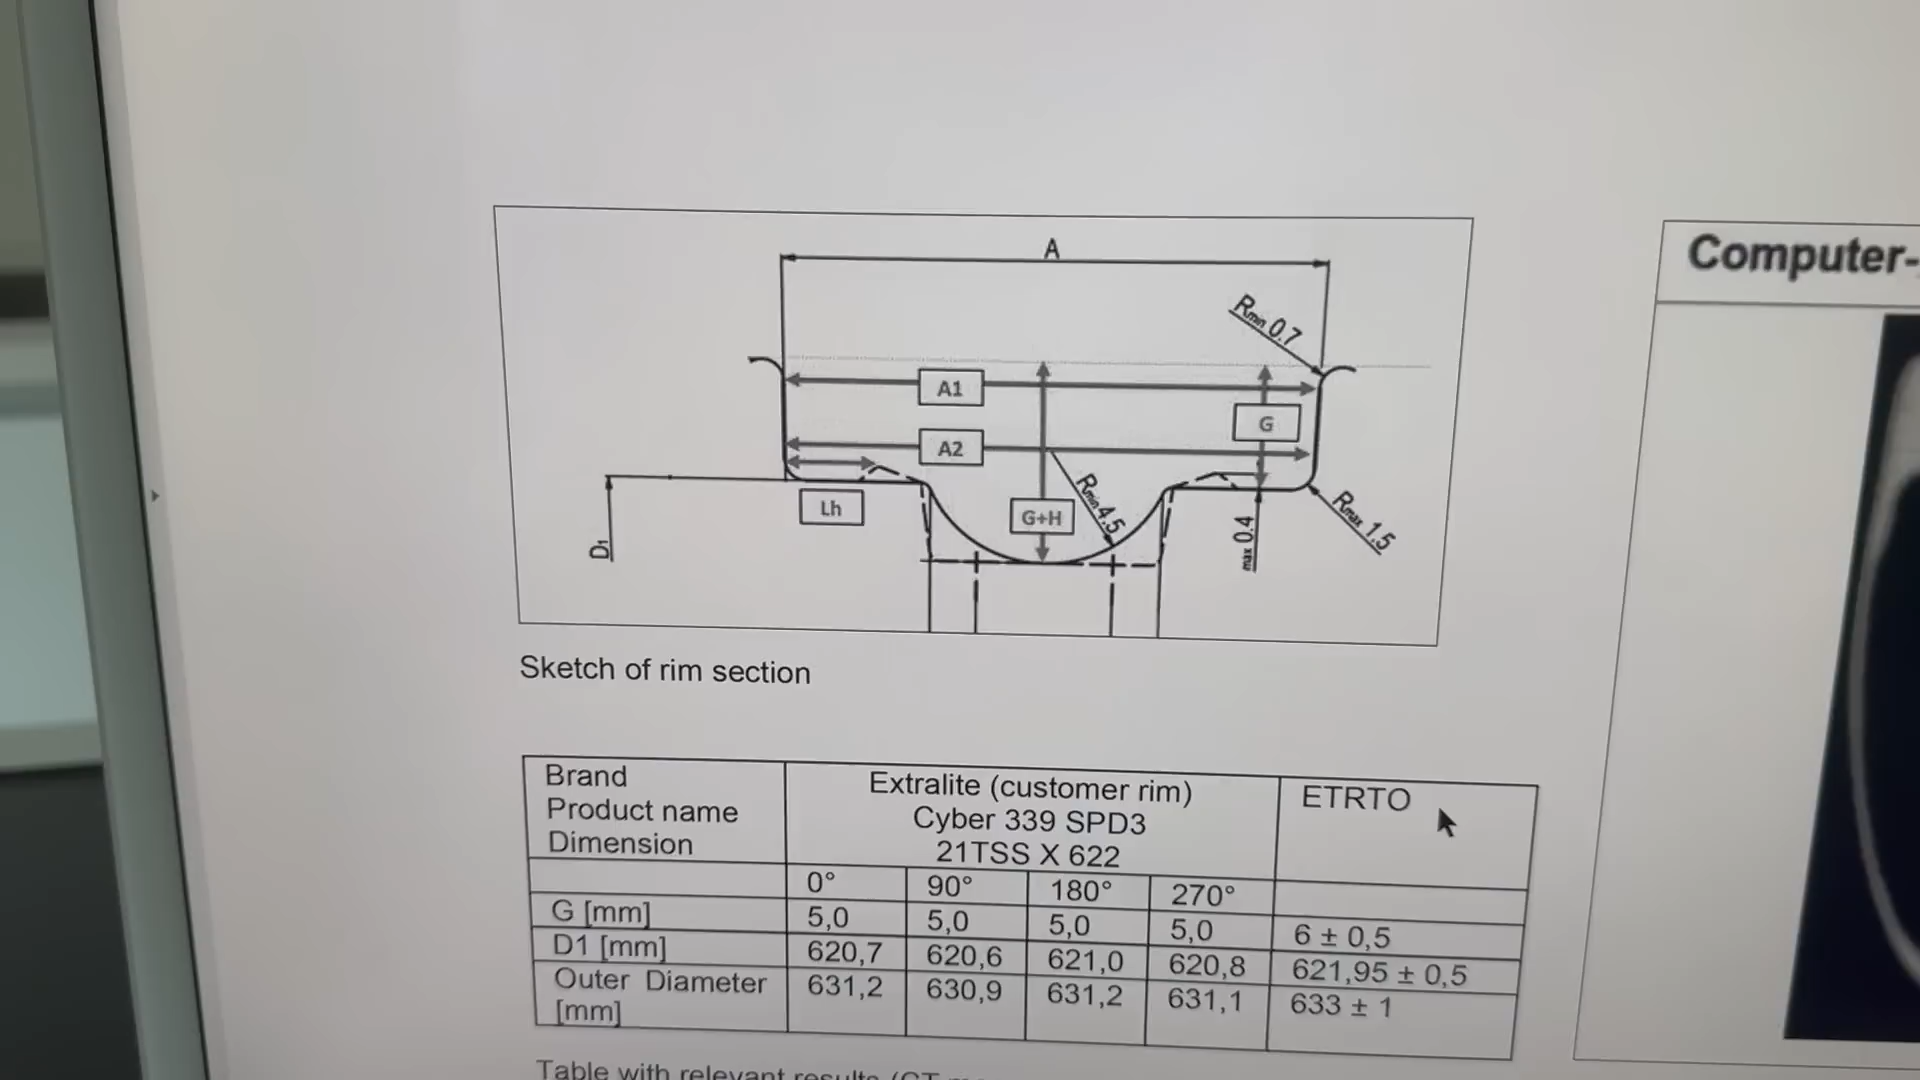 A
Rmin 0.7
A1
G
A2
Lh
G+H
Rmin 4.5
D1
max 0.4
Rmax 1.5
Sketch of rim section
Computer-
Brand
Product name
Dimension
Extralite (customer rim)
Cyber 339 SPD3
21TSS X 622
ETRTO
0° 90° 180° 270°
G [mm] 5,0 5,0 5,0 5,0 6 ± 0,5
D1 [mm] 620,7 620,6 621,0 620,8 621,95 ± 0,5
Outer Diameter [mm] 631,2 630,9 631,2 631,1 633 ± 1
Table with relevant results (CT